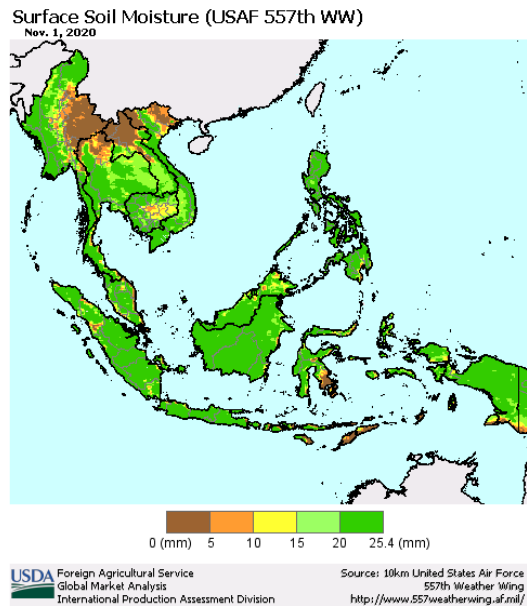 Surface Soil Moisture (USAF 557th WW)
Nov. 1, 2020
0 (mm) 5 10 15 20 25.4 (mm)
USDA Foreign Agricultural Service
Global Market Analysis
International Production Assessment Division
Source: 10km United States Air Force
557th Weather Wing
http://www.557weatherwing.af.mil/